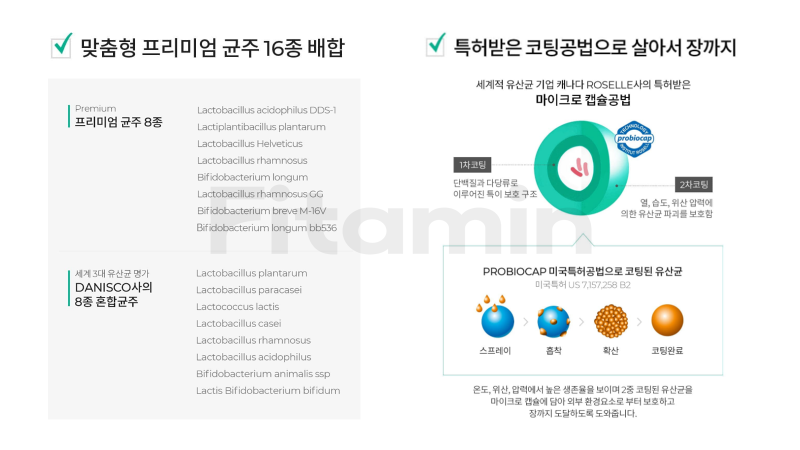 맞춤형 프리미엄 균주 16종 배합
Premium
프리미엄 균주 8종
Lactobacillus acidophilus DDS-1
Lactiplantibacillus plantarum
Lactobacillus Helveticus
Lactobacillus rhamnosus
Bifidobacterium longum
Lactobacillus rhamnosus GG
Bifidobacterium breve M-16V
Bifidobacterium longum bb536
세계 3대 유산균 명가
DANISCO사의
8종 혼합균주
Lactobacillus plantarum
Lactobacillus paracasei
Lactococcus lactis
Lactobacillus casei
Lactobacillus rhamnosus
Lactobacillus acidophilus
Bifidobacterium animalis ssp
Lactis Bifidobacterium bifidum
Fitamin
특허받은 코팅공법으로 살아서 장까지
세계적 유산균 기업 캐나다 ROSELLE사의 특허받은
마이크로 캡슐공법
TECHNOLOGY
probiocap
INSTITUT ROSELL
1차코팅
단백질과 다당류로
이루어진 특이 보호 구조
2차코팅
열, 습도, 위산 압력에
의한 유산균 파괴를 보호함
PROBIOCAP 미국특허공법으로 코팅된 유산균
미국특허 US 7,157,258 B2
스프레이
흡착
확산
코팅완료
온도, 위산, 압력에서 높은 생존율을 보이며 2중 코팅된 유산균을
마이크로 캡슐에 담아 외부 환경요소로 부터 보호하고
장까지 도달하도록 도와줍니다.